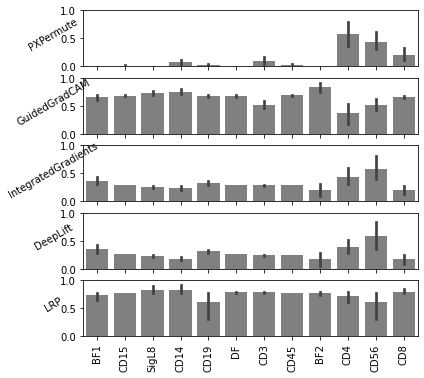 1.0
0.5
0.0
PXPermute
1.0
0.5
0.0
GuidedGradCAM
1.0
0.5
0.0
IntegratedGradients
1.0
0.5
0.0
DeepLift
1.0
0.5
0.0
LRP
BF1
CD15
SigL8
CD14
CD19
DF
CD3
CD45
BF2
CD4
CD56
CD8